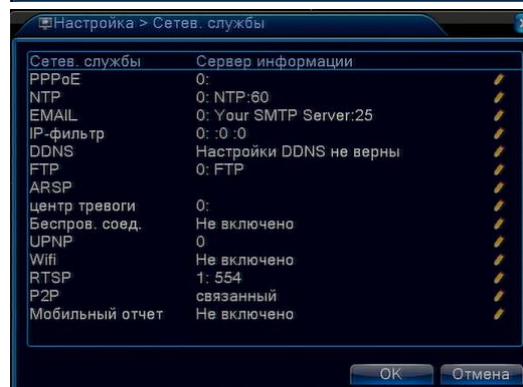 Настройка > Сетев. службы
Сетев. службы Сервер информации
PPPoE 0:
NTP 0: NTP:60
EMAIL 0: Your SMTP Server:25
IP-фильтр 0: :0 :0
DDNS Настройки DDNS не верны
FTP 0: FTP
ARSP
центр тревоги 0:
Беспров. соед. Не включено
UPNP 0
Wifi Не включено
RTSP 1: 554
P2P связанный
Мобильный отчет Не включено
OK Отмена